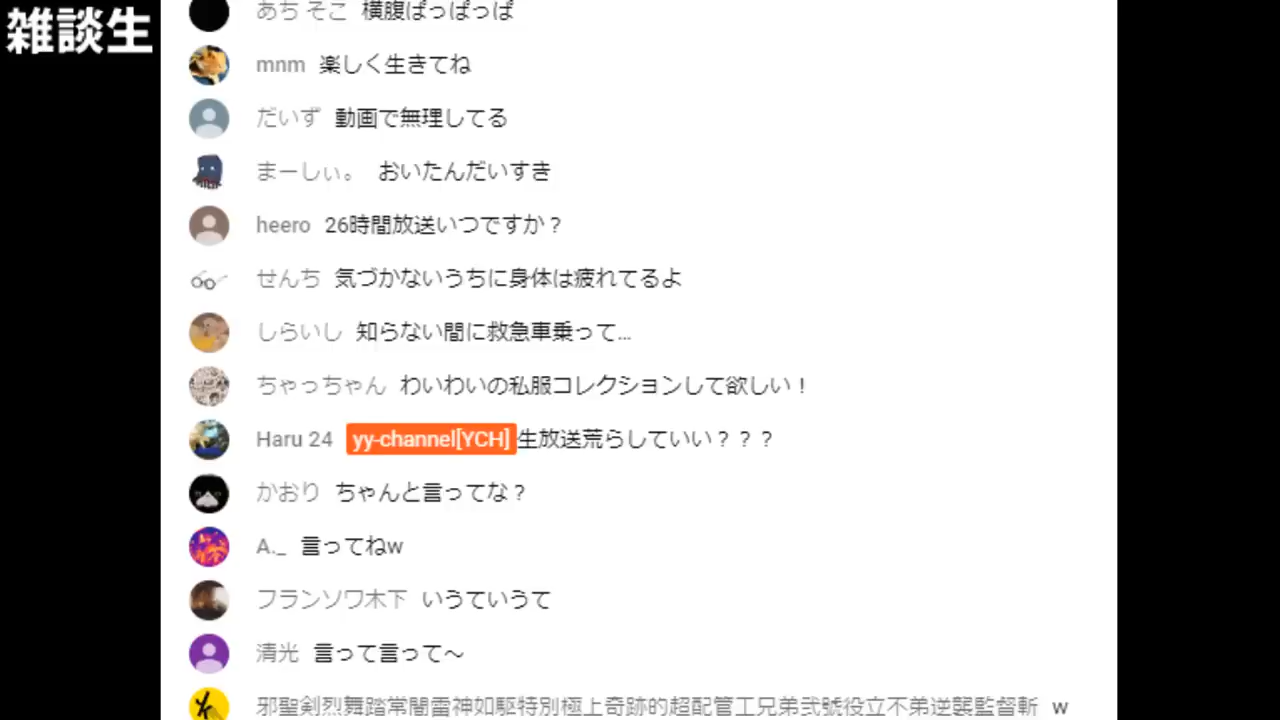 雑談生
あち そこ 横腹ぱっぱっぱ
mnm 楽しく生きてね
だいず 動画で無理してる
まーしぃ。 おいたんだいすき
heero 26時間放送いつですか？
せんち 気づかないうちに身体は疲れてるよ
しらいし 知らない間に救急車乗って...
ちゃっちゃん わいわいの私服コレクションして欲しい！
Haru 24 yy-channel[YCH] 生放送荒らしていい？？？
かおり ちゃんと言ってな？
A._ 言ってねw
フランソワ木下 いうていうて
清光 言って言って～
邪聖剣烈舞踏常闇雷神如駆特別極上奇跡的超配管工兄弟弐號役立不弟逆襲監督斬 w